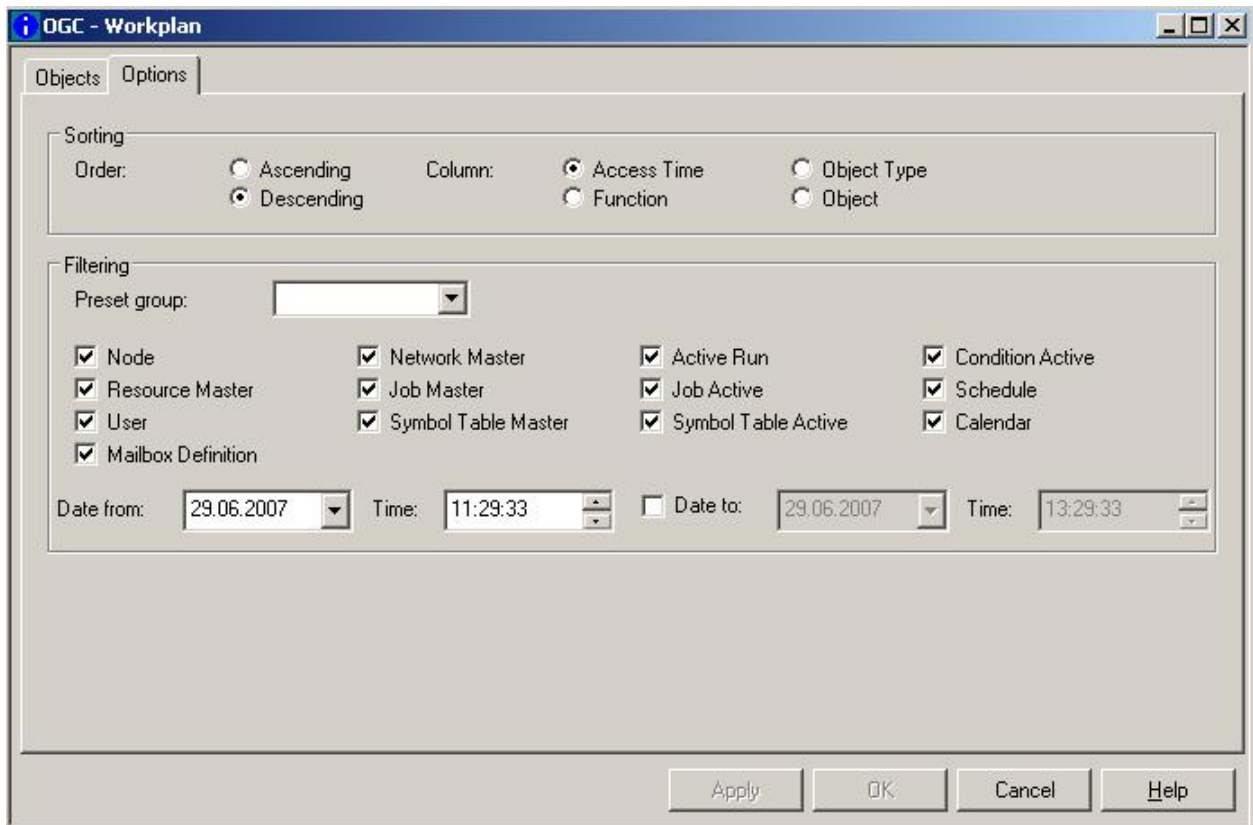 OGC - Workplan
Objects Options
Sorting
Order: Ascending Column: Access Time Object Type
Descending Function Object
Filtering
Preset group:
Node Network Master Active Run Condition Active
Resource Master Job Master Job Active Schedule
User Symbol Table Master Symbol Table Active Calendar
Mailbox Definition
Date from: 29.06.2007 Time: 11:29:33 Date to: 29.06.2007 Time: 13:29:33
Apply OK Cancel Help